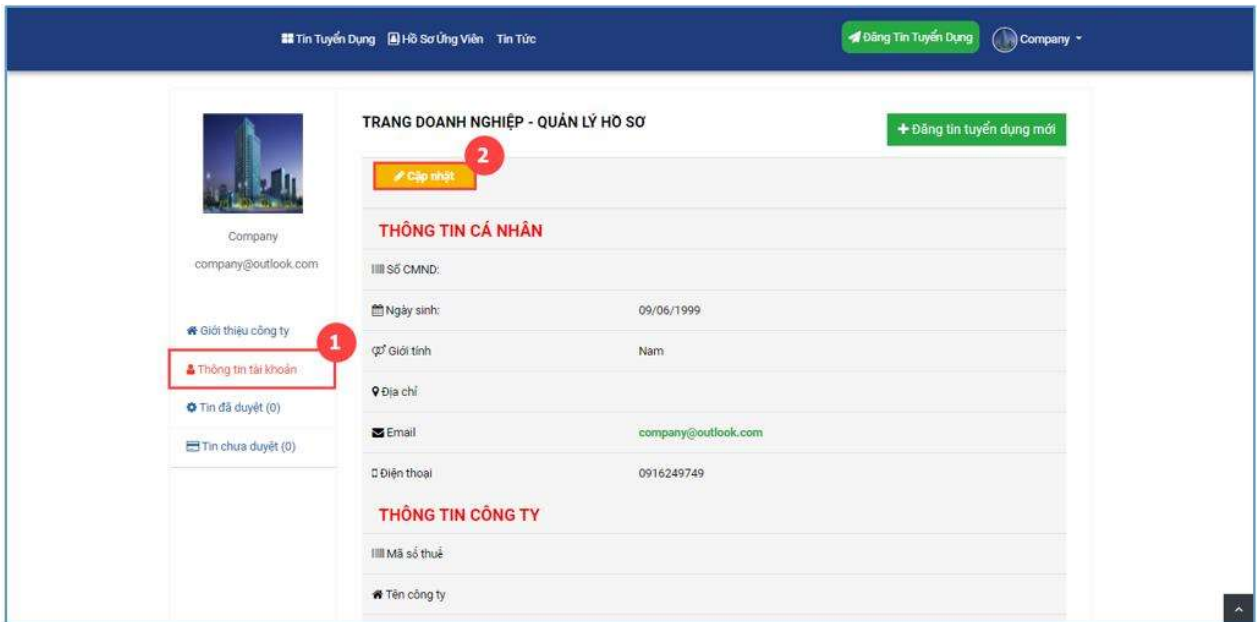 Tin Tuyển Dụng Hồ Sơ Ứng Viên Tin Tức Đăng Tin Tuyển Dụng Company
TRANG DOANH NGHIỆP - QUẢN LÝ HỒ SƠ
+ Đăng tin tuyển dụng mới
2
Cập nhật
Company
company@outlook.com
Giới thiệu công ty
1
Thông tin tài khoản
Tin đã duyệt (0)
Tin chưa duyệt (0)
THÔNG TIN CÁ NHÂN
Số CMND:
Ngày sinh: 09/06/1999
Giới tính Nam
Địa chỉ
Email company@outlook.com
Điện thoại 0916249749
THÔNG TIN CÔNG TY
Mã số thuế
Tên công ty